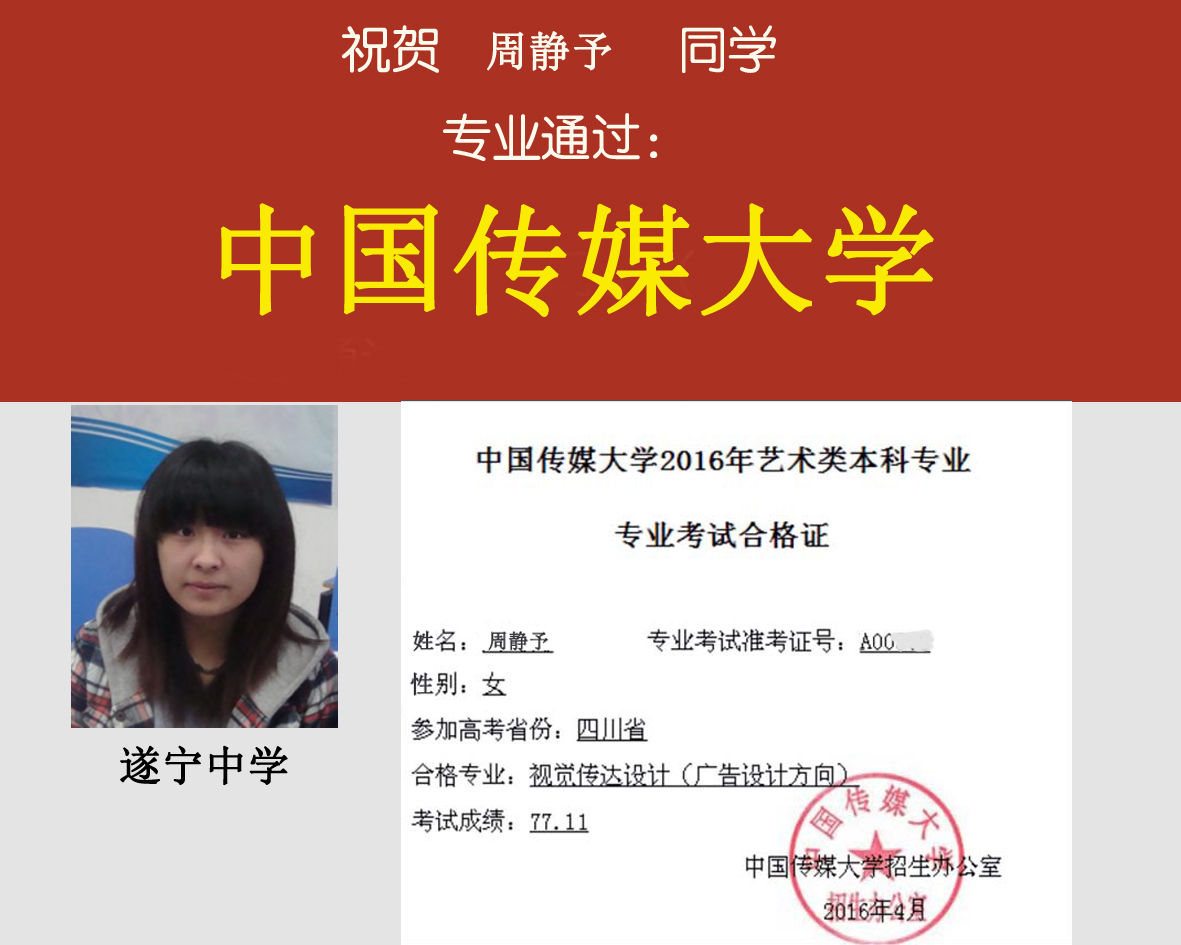 祝贺 周静予 同学
专业通过：
中国传媒大学
中国传媒大学2016年艺术类本科专业
专业考试合格证
姓名：周静予 专业考试准考证号：A00
性别：女
参加高考省份：四川省
合格专业：视觉传达设计（广告设计方向）
考试成绩：77.11
中国传媒大学
中国传媒大学招生办公室
招生办公室
2016年4月
遂宁中学